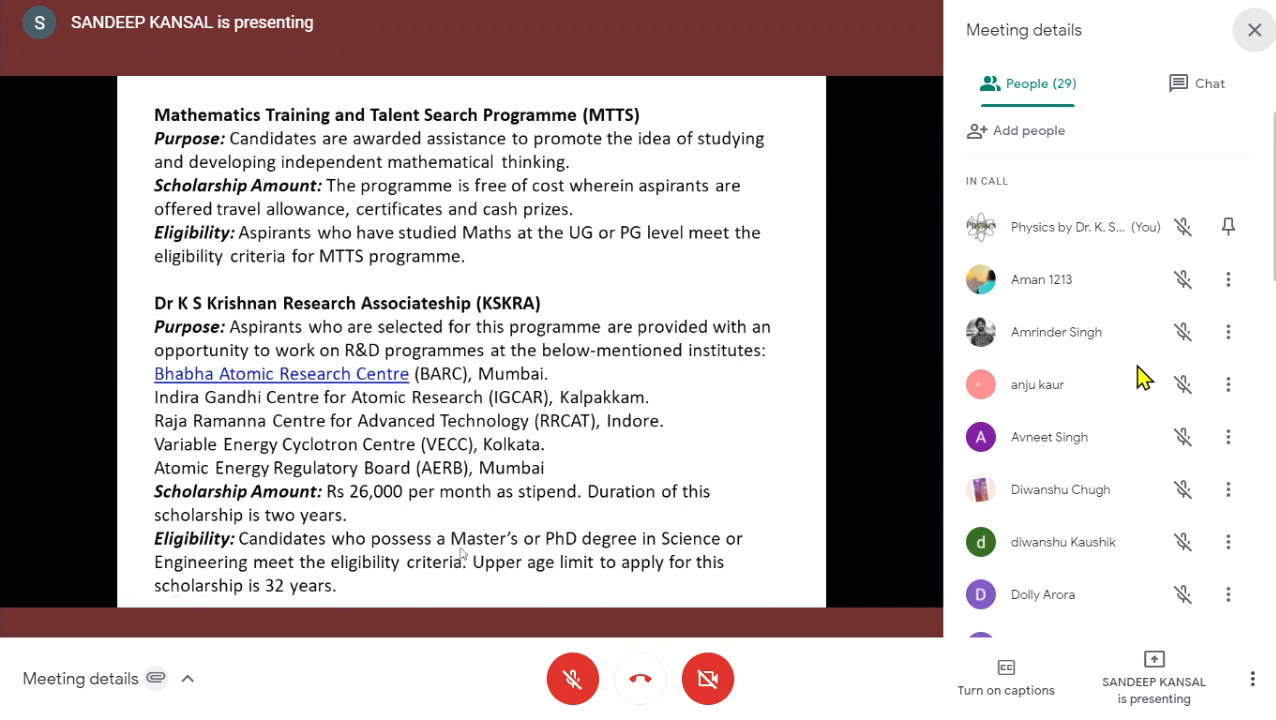 S SANDEEP KANSAL is presenting
Mathematics Training and Talent Search Programme (MTTS)
Purpose: Candidates are awarded assistance to promote the idea of studying
and developing independent mathematical thinking.
Scholarship Amount: The programme is free of cost wherein aspirants are
offered travel allowance, certificates and cash prizes.
Eligibility: Aspirants who have studied Maths at the UG or PG level meet the
eligibility criteria for MTTS programme.
Dr K S Krishnan Research Associateship (KSKRA)
Purpose: Aspirants who are selected for this programme are provided with an
opportunity to work on R&D programmes at the below-mentioned institutes:
Bhabha Atomic Research Centre (BARC), Mumbai.
Indira Gandhi Centre for Atomic Research (IGCAR), Kalpakkam.
Raja Ramanna Centre for Advanced Technology (RRCAT), Indore.
Variable Energy Cyclotron Centre (VECC), Kolkata.
Atomic Energy Regulatory Board (AERB), Mumbai
Scholarship Amount: Rs 26,000 per month as stipend. Duration of this
scholarship is two years.
Eligibility: Candidates who possess a Master's or PhD degree in Science or
Engineering meet the eligibility criteria. Upper age limit to apply for this
scholarship is 32 years.
Meeting details
People (29)
Chat
Add people
IN CALL
Physics Physics by Dr. K. S... (You)
Aman 1213
Amrinder Singh
anju kaur
A Avneet Singh
Diwanshu Chugh
d diwanshu Kaushik
D Dolly Arora
Meeting details
CC
Turn on captions
SANDEEP KANSAL
is presenting